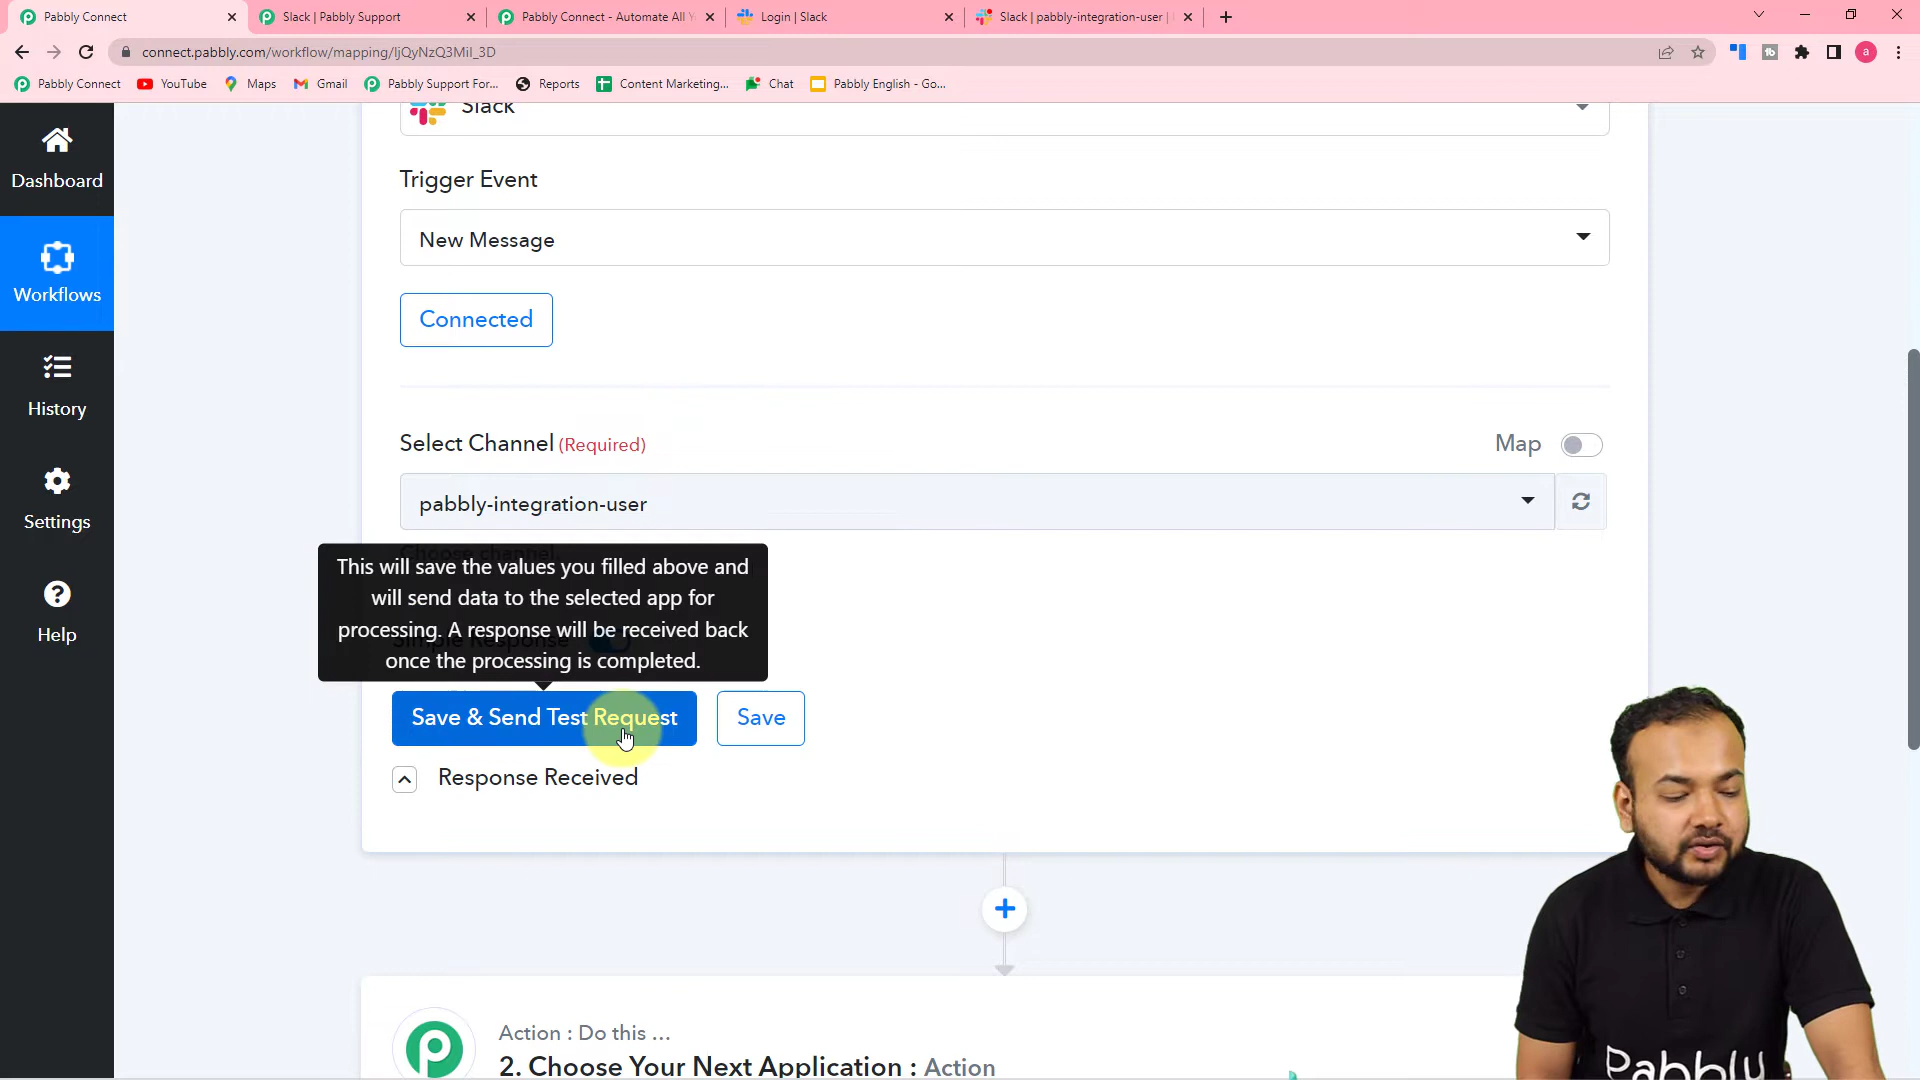 Pabbly Connect
Slack | Pabbly Support
Pabbly Connect - Automate All Y
Login | Slack
Slack | pabbly-integration-user |
connect.pabbly.com/workflow/mapping/IjQyNzQ3MiI_3D
a
Pabbly Connect
YouTube
Maps
Gmail
Pabbly Support For...
Reports
Content Marketing...
Chat
Pabbly English - Go...
Dashboard
Workflows
History
Settings
Help
Slack
Trigger Event
New Message
Connected
Select Channel (Required)
Map
pabbly-integration-user
Choose channel.
This will save the values you filled above and
will send data to the selected app for
processing. A response will be received back
once the processing is completed.
Simple Response
Save & Send Test Request
Save
Response Received
Action : Do this ...
2. Choose Your Next Application : Action
Pabbly